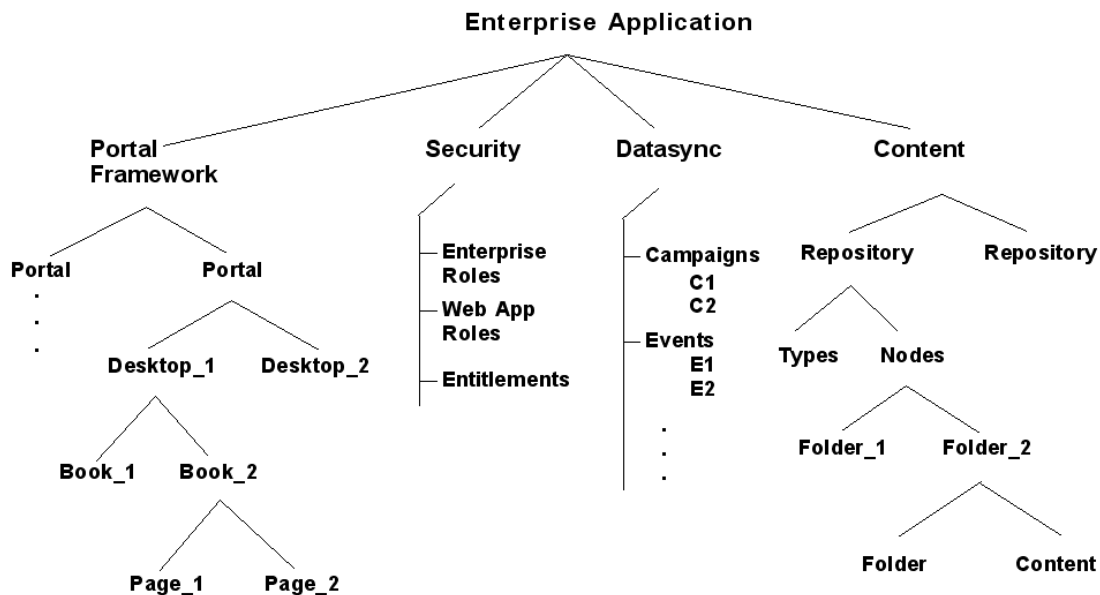 Enterprise Application
Portal
Framework
Security
Datasync
Content
Portal
Portal
.
.
.
Desktop_1
Desktop_2
Book_1
Book_2
Page_1
Page_2
Enterprise
Roles
Web App
Roles
Entitlements
Campaigns
C1
C2
Events
E1
E2
.
.
.
Repository
Repository
Types
Nodes
Folder_1
Folder_2
Folder
Content